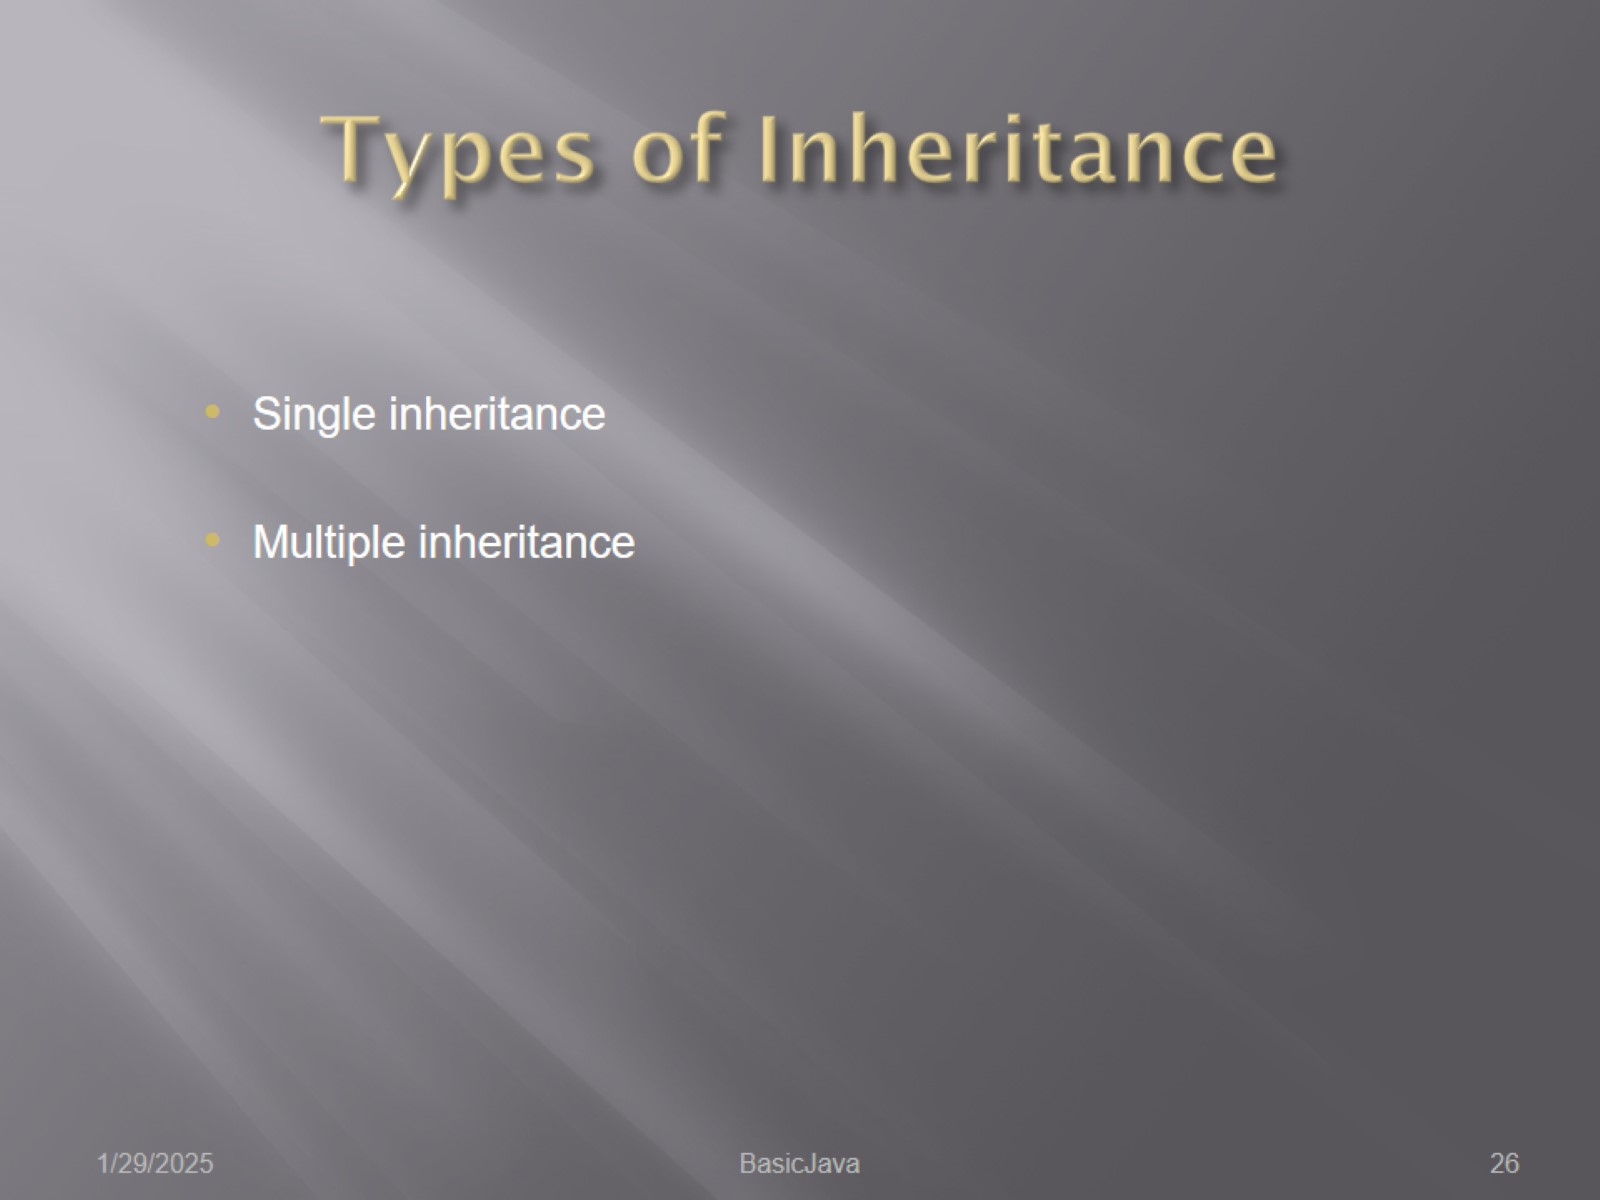 Types of Inheritance
• Single inheritance
• Multiple inheritance
1/29/2025
BasicJava
26